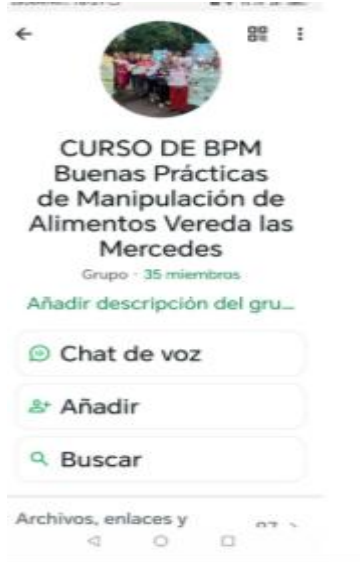 CURSO DE BPM
Buenas Prácticas
de Manipulación de
Alimentos Vereda las
Mercedes
Grupo · 35 miembros
Añadir descripción del gru...
Chat de voz
Añadir
Buscar
Archivos, enlaces y